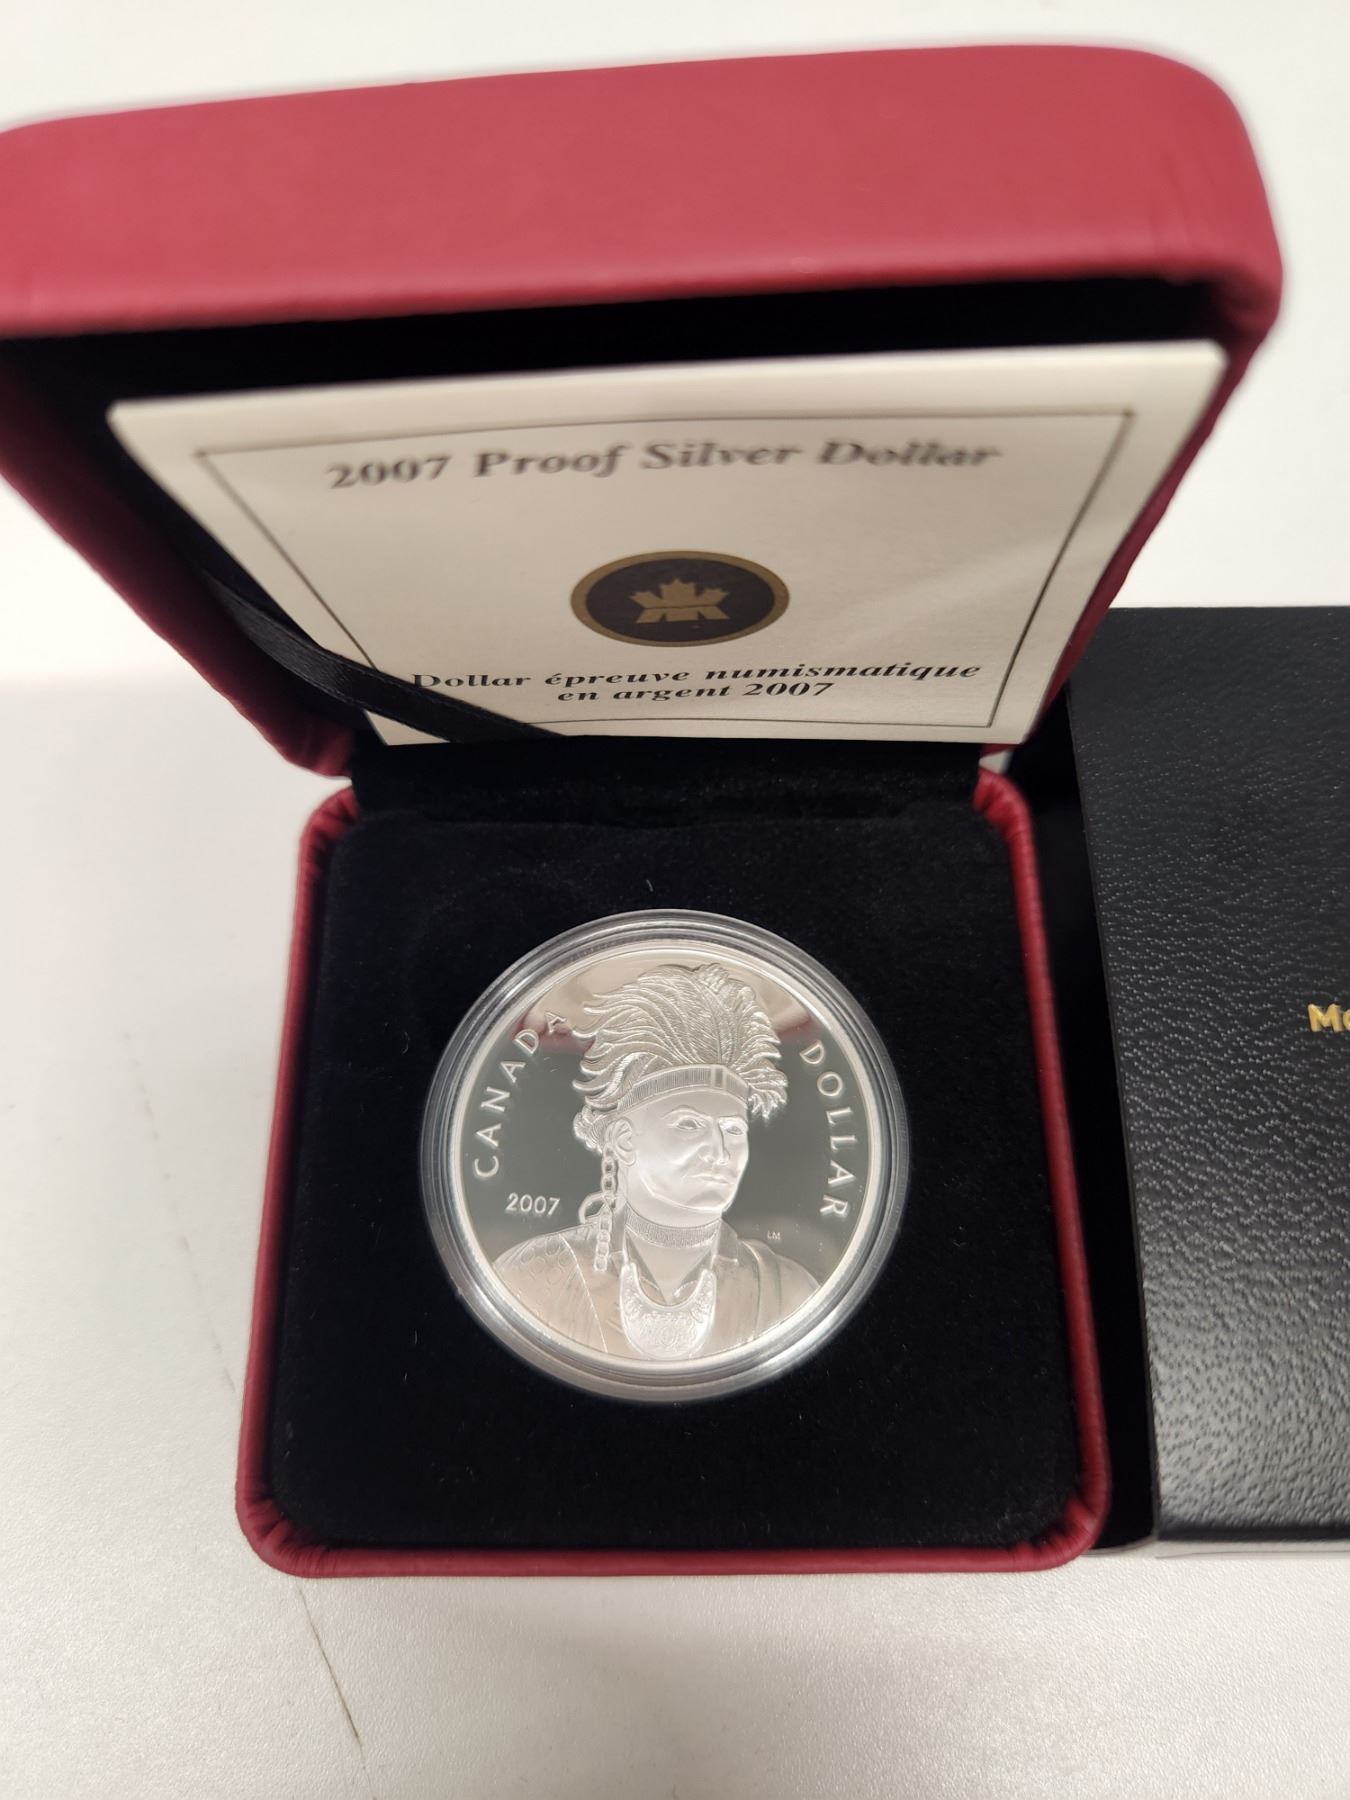 2007 Proof Silver Dollar
Dollar épreuve numismatique
en argent 2007
CANADA
DOLLAR
2007
LM